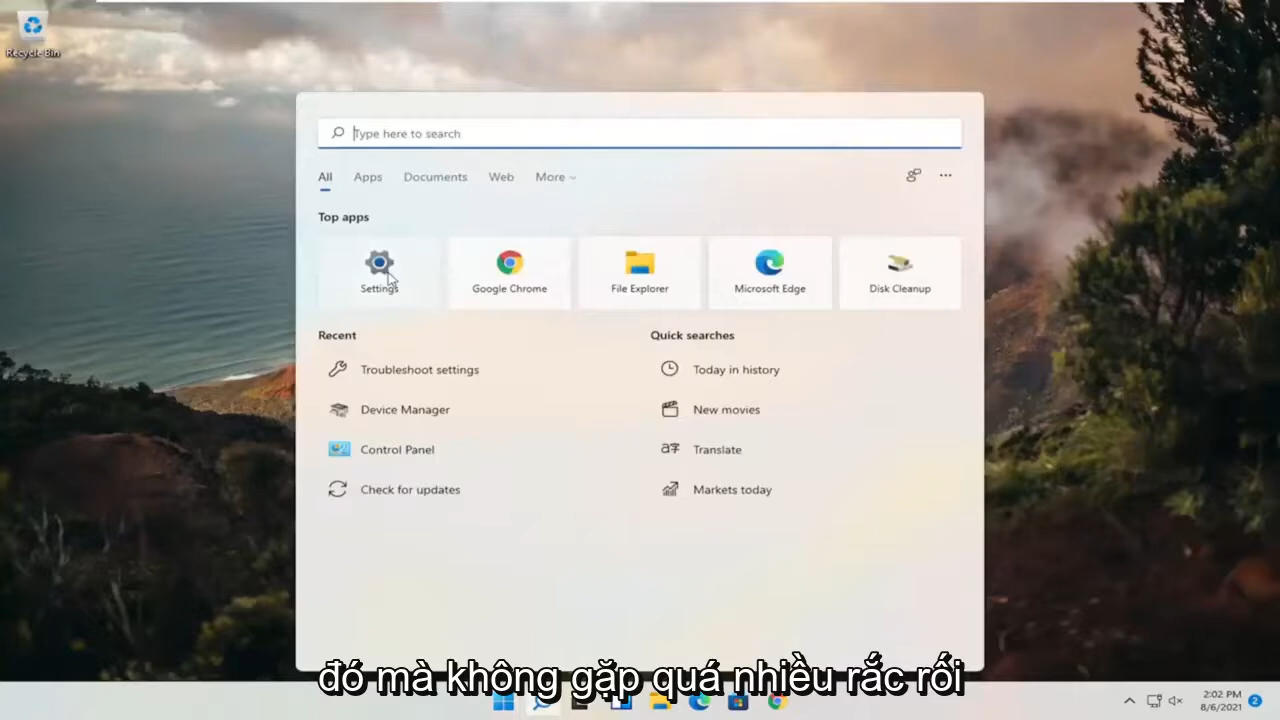 Recycle Bin
Type here to search
All Apps Documents Web More
Top apps
Settings Google Chrome File Explorer Microsoft Edge Disk Cleanup
Recent Quick searches
Troubleshoot settings Today in history
Device Manager New movies
Control Panel Translate
Check for updates Markets today
đó mà không gặp quá nhiều rắc rối
2:02 PM
8/6/2021 2